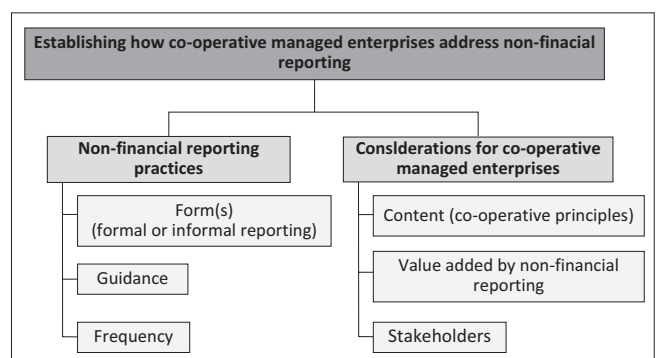 Establishing how co-operative managed enterprises address non-finacial
reporting
Non-financial reporting
practices
Form(s)
(formal or informal reporting)
Guidance
Frequency
Conslderations for co-operative
managed enterprises
Content (co-operative principles)
Value added by non-financial
reporting
Stakeholders